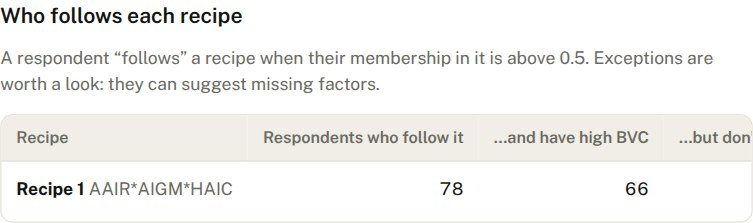 Who follows each recipe
A respondent “follows” a recipe when their membership in it is above 0.5. Exceptions are
worth a look: they can suggest missing factors.
Recipe Respondents who follow it ...and have high BVC ...but don'
Recipe 1 AAIR*AIGM*HAIC 78 66